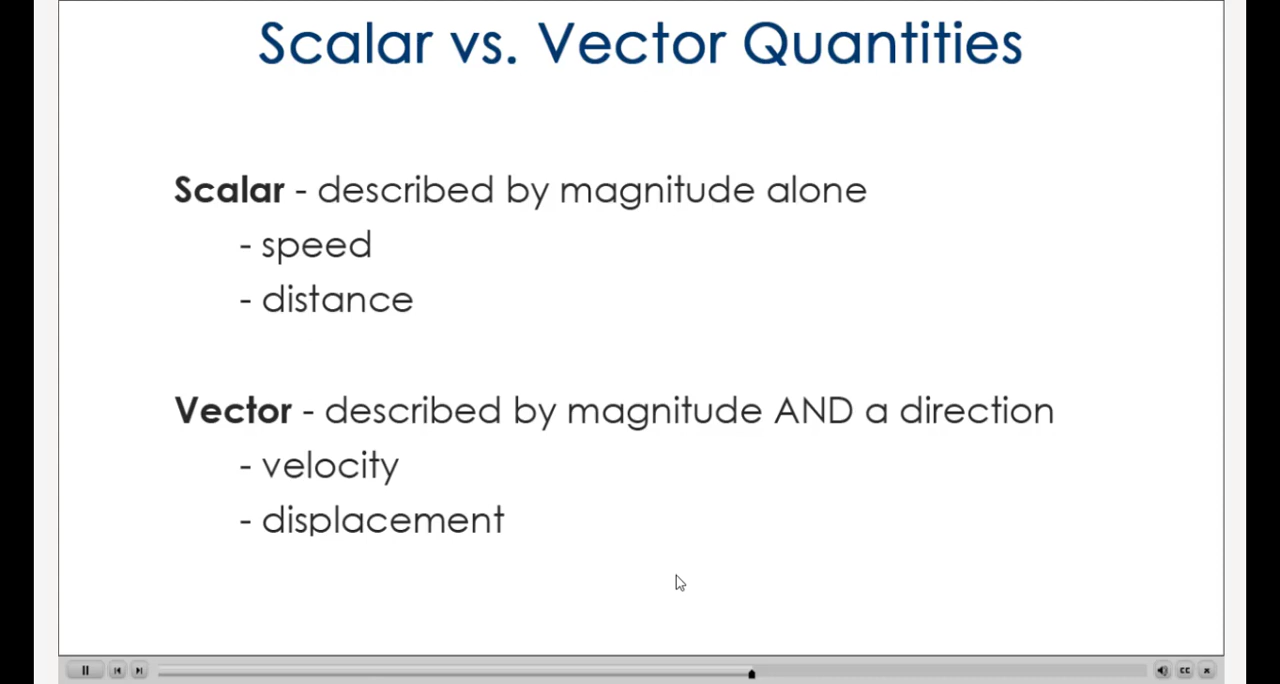 Scalar vs. Vector Quantities
Scalar - described by magnitude alone
- speed
- distance
Vector - described by magnitude AND a direction
- velocity
- displacement
CC